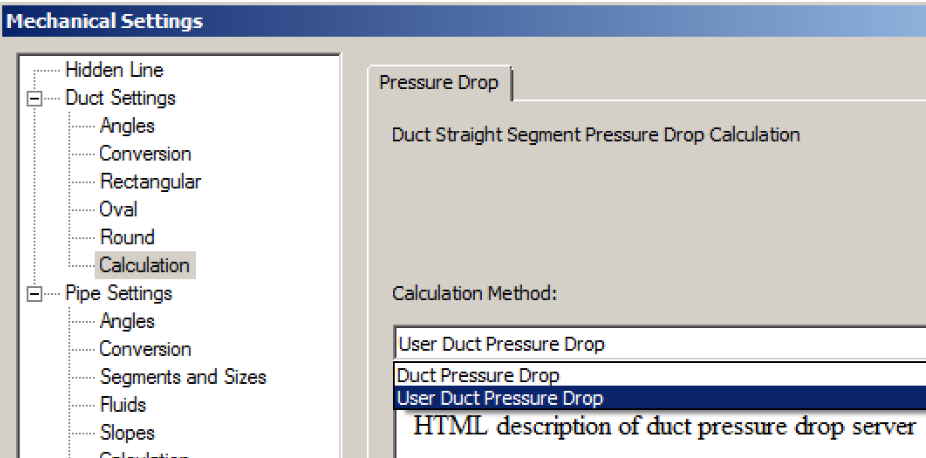 Mechanical Settings
Hidden Line
Duct Settings
Angles
Conversion
Rectangular
Oval
Round
Calculation
Pipe Settings
Angles
Conversion
Segments and Sizes
Fluids
Slopes
Calculation
Pressure Drop
Duct Straight Segment Pressure Drop Calculation
Calculation Method:
User Duct Pressure Drop
Duct Pressure Drop
User Duct Pressure Drop
HTML description of duct pressure drop server